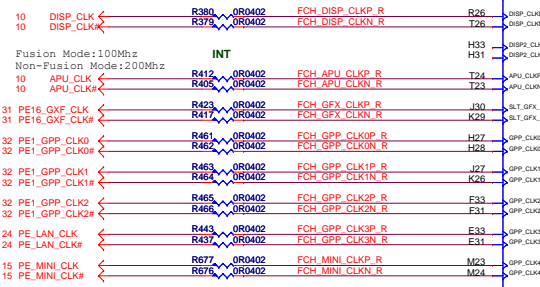 10 DISP_CLK R380 0R0402 FCH_DISP_CLKP_R R26 DISP_CLKP
10 DISP_CLK# R379 0R0402 FCH_DISP_CLKN_R T26 DISP_CLKN
H33 DISP2_CLK
Fusion Mode:100Mhz INT H31 DISP2_CLK
Non-Fusion Mode:200Mhz
10 APU_CLK R412 0R0402 FCH_APU_CLKP_R T24 APU_CLKP
10 APU_CLK# R405 0R0402 FCH_APU_CLKN_R T23 APU_CLKN
31 PE16_GXF_CLK R423 0R0402 FCH_GFX_CLKP_R J30 SLT_GFX_
31 PE16_GXF_CLK# R417 0R0402 FCH_GFX_CLKN_R K29 SLT_GFX_
32 PE1_GPP_CLK0 R461 0R0402 FCH_GPP_CLK0P_R H27 GPP_CLK0
32 PE1_GPP_CLK0# R462 0R0402 FCH_GPP_CLK0N_R H28 GPP_CLK0
32 PE1_GPP_CLK1 R463 0R0402 FCH_GPP_CLK1P_R J27 GPP_CLK1
32 PE1_GPP_CLK1# R464 0R0402 FCH_GPP_CLK1N_R K26 GPP_CLK1
32 PE1_GPP_CLK2 R465 0R0402 FCH_GPP_CLK2P_R F33 GPP_CLK2
32 PE1_GPP_CLK2# R466 0R0402 FCH_GPP_CLK2N_R F31 GPP_CLK2
24 PE_LAN_CLK R443 0R0402 FCH_GPP_CLK3P_R E33 GPP_CLK3
24 PE_LAN_CLK# R437 0R0402 FCH_GPP_CLK3N_R E31 GPP_CLK3
15 PE_MINI_CLK R677 0R0402 FCH_MINI_CLKP_R M23 GPP_CLK4
15 PE_MINI_CLK# R676 0R0402 FCH_MINI_CLKN_R M24 GPP_CLK4